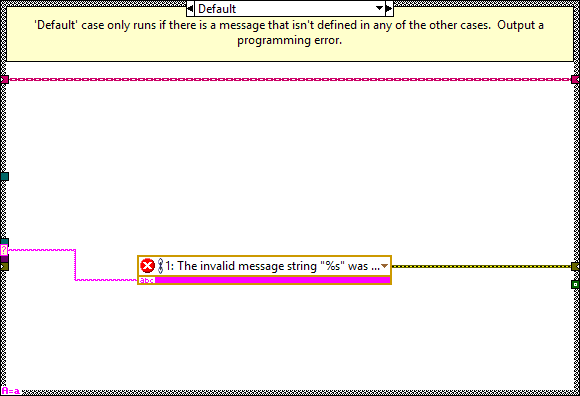 Default
'Default' case only runs if there is a message that isn't defined in any of the other cases.  Output a
programming error.
?
1: The invalid message string "%s" was ...
abc
A=a